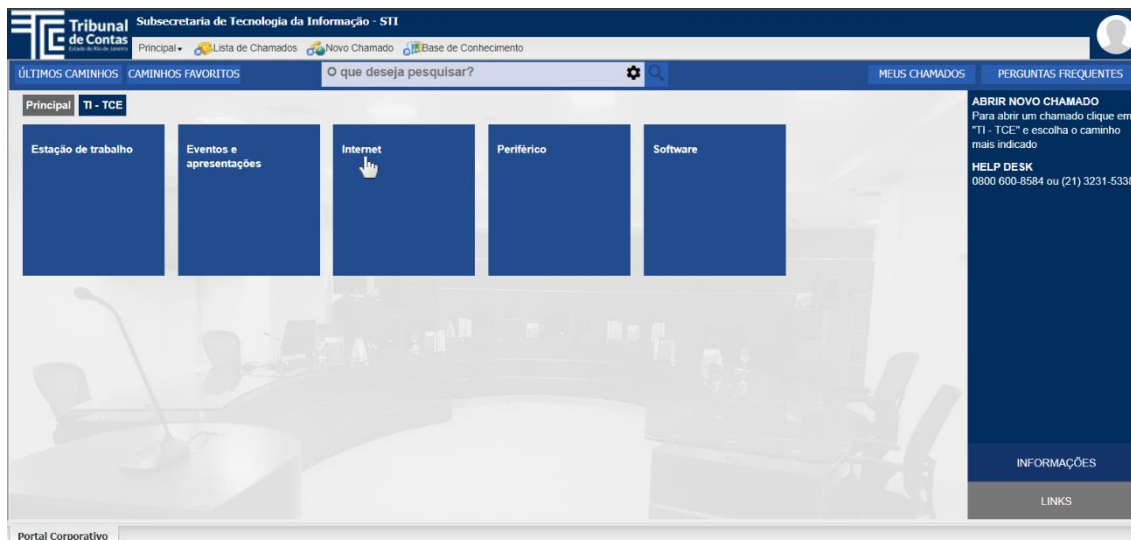 Tribunal
de Contas
Estado do Rio de Janeiro
Subsecretaria de Tecnologia da Informação - STI
Principal Lista de Chamados Novo Chamado Base de Conhecimento
ÚLTIMOS CAMINHOS CAMINHOS FAVORITOS O que deseja pesquisar? MEUS CHAMADOS PERGUNTAS FREQUENTES
Principal TI - TCE
Estação de trabalho
Eventos e
apresentações
Internet
Periférico
Software
ABRIR NOVO CHAMADO
Para abrir um chamado clique em
"TI - TCE" e escolha o caminho
mais indicado
HELP DESK
0800 600-8584 ou (21) 3231-5338
INFORMAÇÕES
LINKS
Portal Corporativo